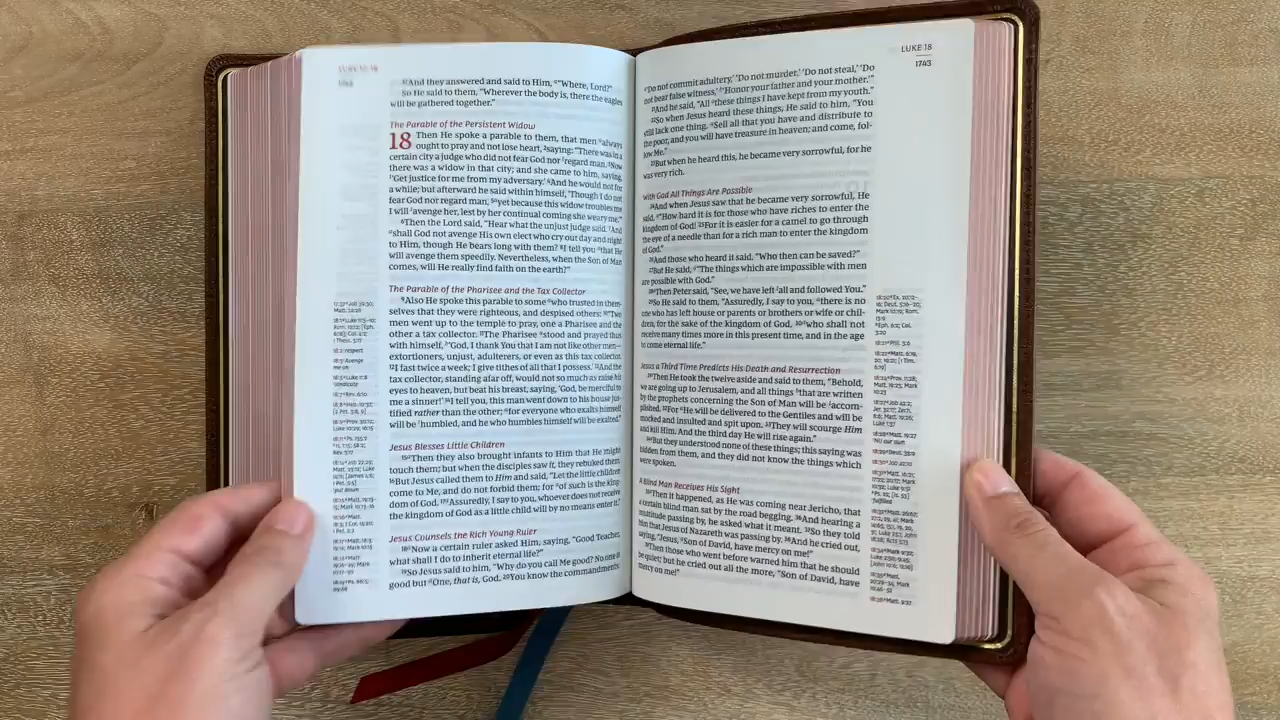 LUKE 17, 18
And they answered and said to Him, "Where, Lord?"
So He said to them, "Wherever the body is, there the eagles
will be gathered together."
The Parable of the Persistent Widow
18 Then He spoke a parable to them, that men always
ought to pray and not lose heart, saying: "There was in a
certain city a judge who did not fear God nor regard man. Now
there was a widow in that city; and she came to him, saying,
'Get justice for me from my adversary.' And he would not for
a while; but afterward he said within himself, 'Though I do not
fear God nor regard man, yet because this widow troubles me
I will avenge her, lest by her continual coming she weary me.'"
Then the Lord said, "Hear what the unjust judge said. And
shall God not avenge His own elect who cry out day and night
to Him, though He bears long with them? I tell you that He
will avenge them speedily. Nevertheless, when the Son of Man
comes, will He really find faith on the earth?"
The Parable of the Pharisee and the Tax Collector
Also He spoke this parable to some who trusted in them-
selves that they were righteous, and despised others: "Two
men went up to the temple to pray, one a Pharisee and the
other a tax collector. The Pharisee stood and prayed thus
with himself, 'God, I thank You that I am not like other men—
extortioners, unjust, adulterers, or even as this tax collector.
I fast twice a week; I give tithes of all that I possess.' And the
tax collector, standing afar off, would not so much as raise his
eyes to heaven, but beat his breast, saying, 'God, be merciful to
me a sinner!' I tell you, this man went down to his house jus-
tified rather than the other; for everyone who exalts himself
will be humbled, and he who humbles himself will be exalted."
Jesus Blesses Little Children
Then they also brought infants to Him that He might
touch them; but when the disciples saw it, they rebuked them.
But Jesus called them to Him and said, "Let the little children
come to Me, and do not forbid them; for of such is the king-
dom of God. Assuredly, I say to you, whoever does not receive
the kingdom of God as a little child will by no means enter it."
Jesus Counsels the Rich Young Ruler
Now a certain ruler asked Him, saying, "Good Teacher,
what shall I do to inherit eternal life?"
So Jesus said to him, "Why do you call Me good? No one is
good but One, that is, God. You know the commandments:
LUKE 18
1743
'Do not commit adultery,' 'Do not murder,' 'Do not steal,' 'Do
not bear false witness,' 'Honor your father and your mother.'"
And he said, "All these things I have kept from my youth."
So when Jesus heard these things, He said to him, "You
still lack one thing. Sell all that you have and distribute to
the poor, and you will have treasure in heaven; and come, fol-
low Me."
But when he heard this, he became very sorrowful, for he
was very rich.
With God All Things Are Possible
And when Jesus saw that he became very sorrowful, He
said, "How hard it is for those who have riches to enter the
kingdom of God! For it is easier for a camel to go through
the eye of a needle than for a rich man to enter the kingdom
of God."
And those who heard it said, "Who then can be saved?"
But He said, "The things which are impossible with men
are possible with God."
Then Peter said, "See, we have left all and followed You."
So He said to them, "Assuredly, I say to you, there is no
one who has left house or parents or brothers or wife or chil-
dren, for the sake of the kingdom of God, who shall not
receive many times more in this present time, and in the age
to come eternal life."
Jesus a Third Time Predicts His Death and Resurrection
Then He took the twelve aside and said to them, "Behold,
we are going up to Jerusalem, and all things that are written
by the prophets concerning the Son of Man will be accom-
plished. For He will be delivered to the Gentiles and will be
mocked and insulted and spit upon. They will scourge Him
and kill Him. And the third day He will rise again."
But they understood none of these things; this saying was
hidden from them, and they did not know the things which
were spoken.
A Blind Man Receives His Sight
Then it happened, as He was coming near Jericho, that
a certain blind man sat by the road begging. And hearing a
multitude passing by, he asked what it meant. So they told
him that Jesus of Nazareth was passing by. And he cried out,
saying, "Jesus, Son of David, have mercy on me!"
Then those who went before warned him that he should
be quiet; but he cried out all the more, "Son of David, have
mercy on me!"